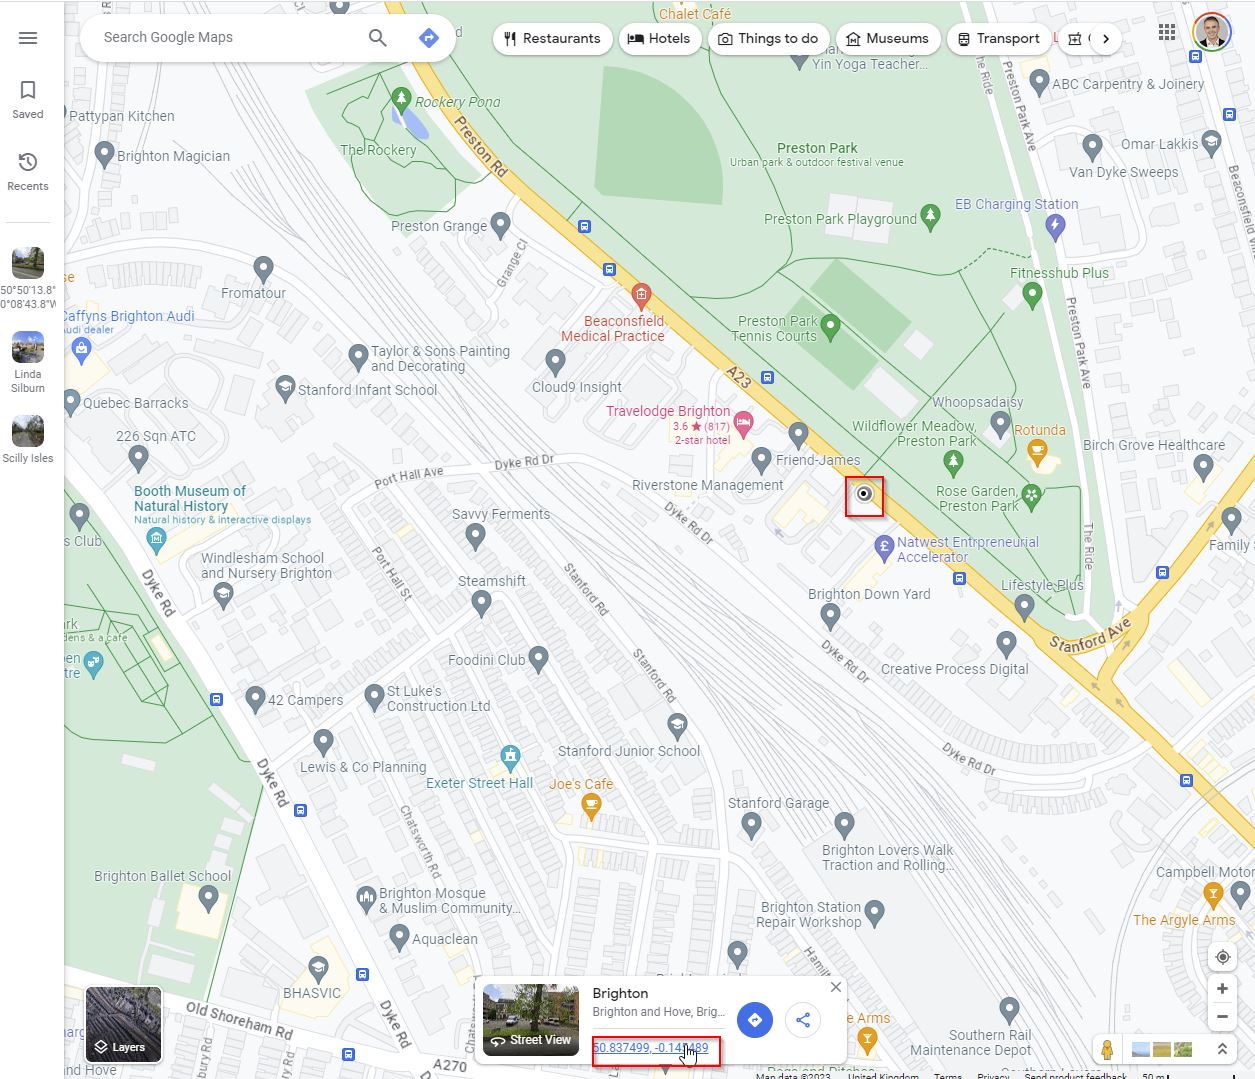 Chalet Café
Search Google Maps
Restaurants
Hotels
Things to do
Museums
Transport
Yin Yoga Teacher...
ABC Carpentry & Joinery
The Ride
Preston Park Ave
Saved
Pattypan Kitchen
Rockery Pond
Preston Rd
The Rockery
Brighton Magician
Preston Park
Urban park & outdoor festival venue
Omar Lakkis
Van Dyke Sweeps
Recents
Preston Grange
Preston Park Playground
EB Charging Station
Grange Cl
Fromatour
Fitnesshub Plus
50°50'13.8"
0°08'43.8"W
Caffyns Brighton Audi
Audi dealer
Beaconsfield
Medical Practice
Preston Park
Tennis Courts
Preston Park Ave
Taylor & Sons Painting
and Decorating
Cloud9 Insight
A23
Linda
Silburn
Stanford Infant School
Quebec Barracks
Travelodge Brighton
3.6 ★ (817)
2-star hotel
Whoopsadaisy
Wildflower Meadow,
Preston Park
Rotunda
226 Sqn ATC
Birch Grove Healthcare
Scilly Isles
Friend-James
Port Hall Ave
Dyke Rd Dr
Riverstone Management
Booth Museum of
Natural History
Natural history & interactive displays
Rose Garden,
Preston Park
s Club
Savvy Ferments
Dyke Rd Dr
Natwest Entrpreneurial
Accelerator
The Ride
Family
Windlesham School
and Nursery Brighton
Port Hall St
Dyke Rd
Steamshift
Stanford Rd
Brighton Down Yard
Lifestyle Plus
Stanford Ave
Foodini Club
Stanford Rd
Dyke Rd Dr
Creative Process Digital
42 Campers
St Luke's
Construction Ltd
Stanford Junior School
Lewis & Co Planning
Dyke Rd
Exeter Street Hall
Joe's Cafe
Dyke Rd Dr
Stanford Garage
Chatsworth Rd
Brighton Lovers Walk
Traction and Rolling...
Brighton Ballet School
Campbell Motor
Brighton Mosque
& Muslim Community...
Brighton Station
Repair Workshop
The Argyle Arms
Aquaclean
BHASVIC
Old Shoreham Rd
Brighton
Brighton and Hove, Brig...
Street View
Layers
Arms
Southern Rail
Maintenance Depot
A270
Map data ©2023
United Kingdom
Terms
Privacy
Send product feedback
50 m